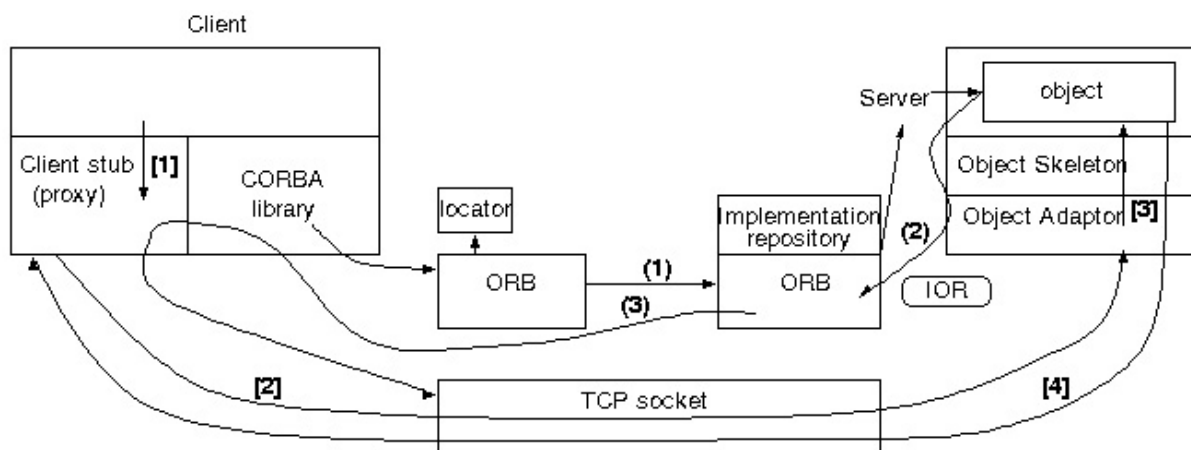 Client
Server
object
Client stub
(proxy)
[1]
CORBA
library
Object Skeleton
locator
Implementation
repository
(2)
Object Adaptor
[3]
ORB
(1)
(3)
ORB
IOR
[2]
TCP socket
[4]